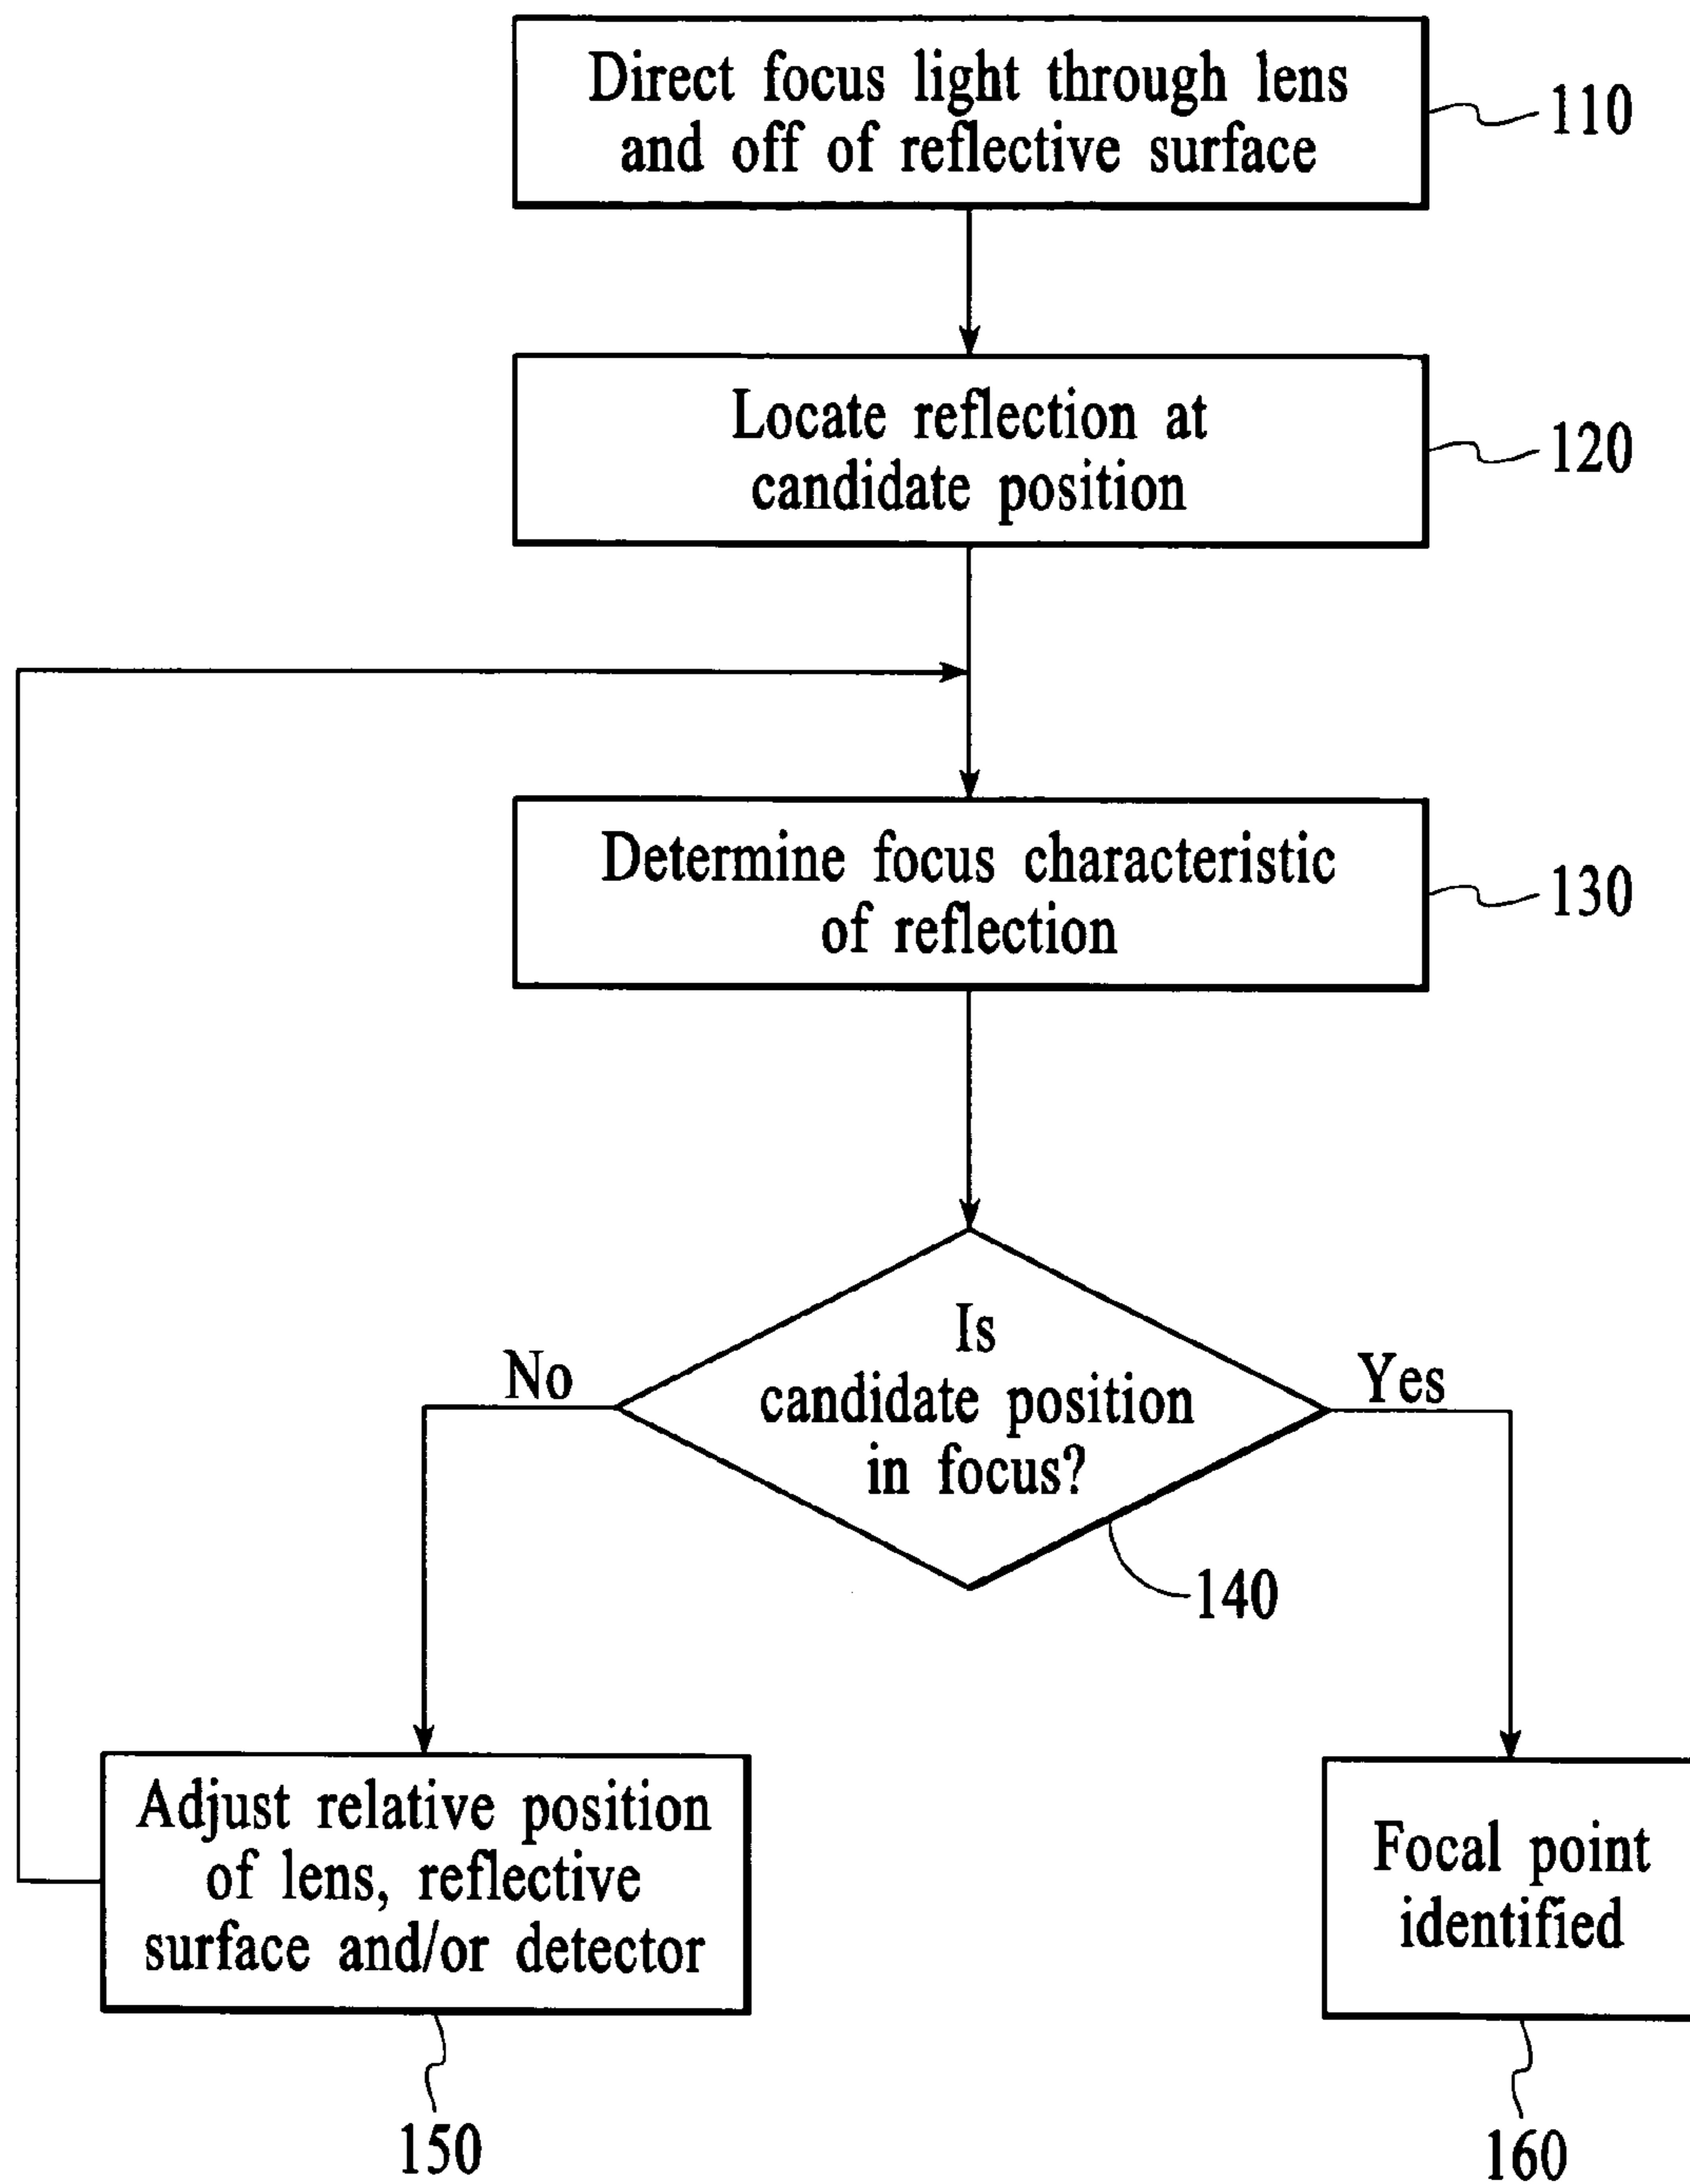 Direct focus light through lens
and off of reflective surface
110
Locate reflection at
candidate position
120
Determine focus characteristic
of reflection
130
Is
candidate position
in focus?
No
Yes
140
Adjust relative position
of lens, reflective
surface and/or detector
150
Focal point
identified
160